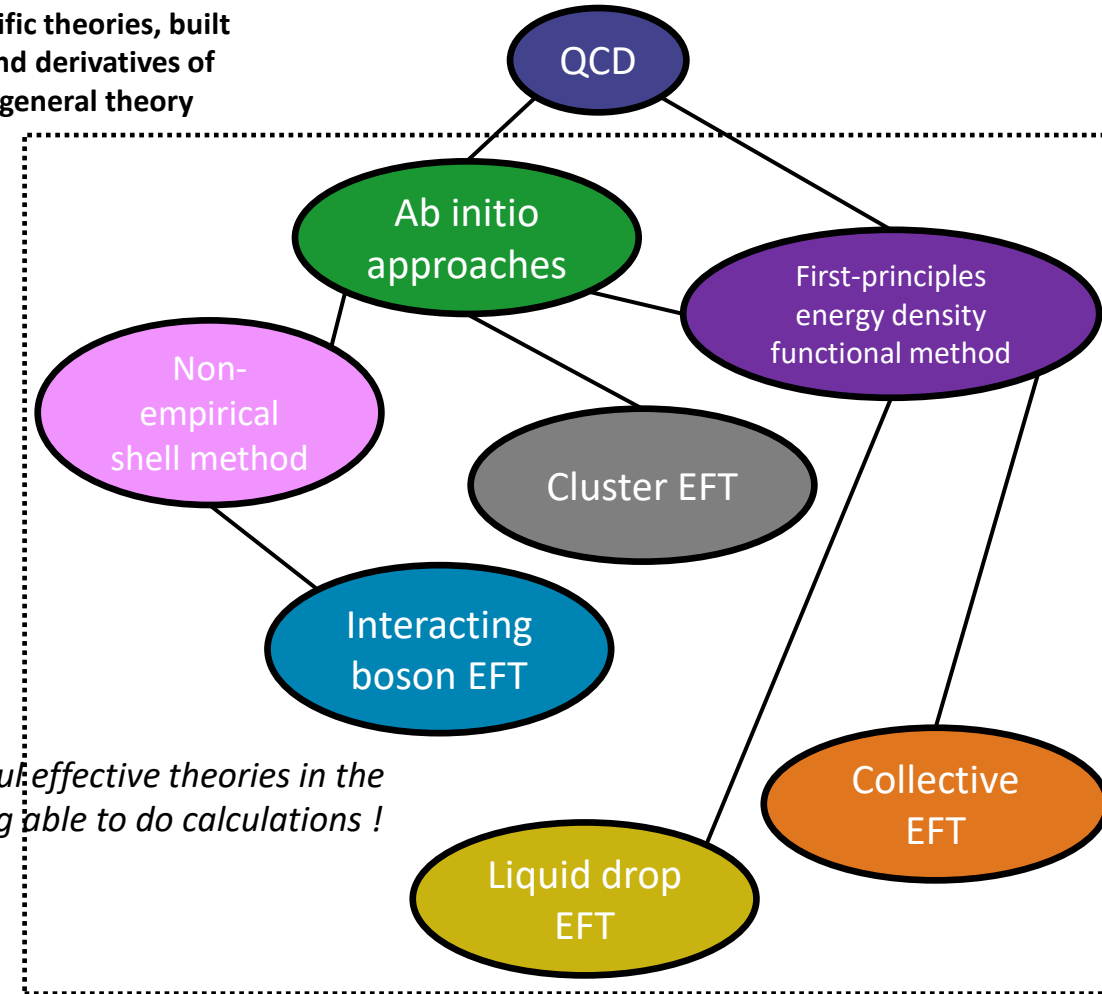 ific theories, built
nd derivatives of
general theory
QCD
Ab initio
approaches
First-principles
energy density
functional method
Non-
empirical
shell method
Cluster EFT
Interacting
boson EFT
ul effective theories in the
g able to do calculations !
Collective
EFT
Liquid drop
EFT